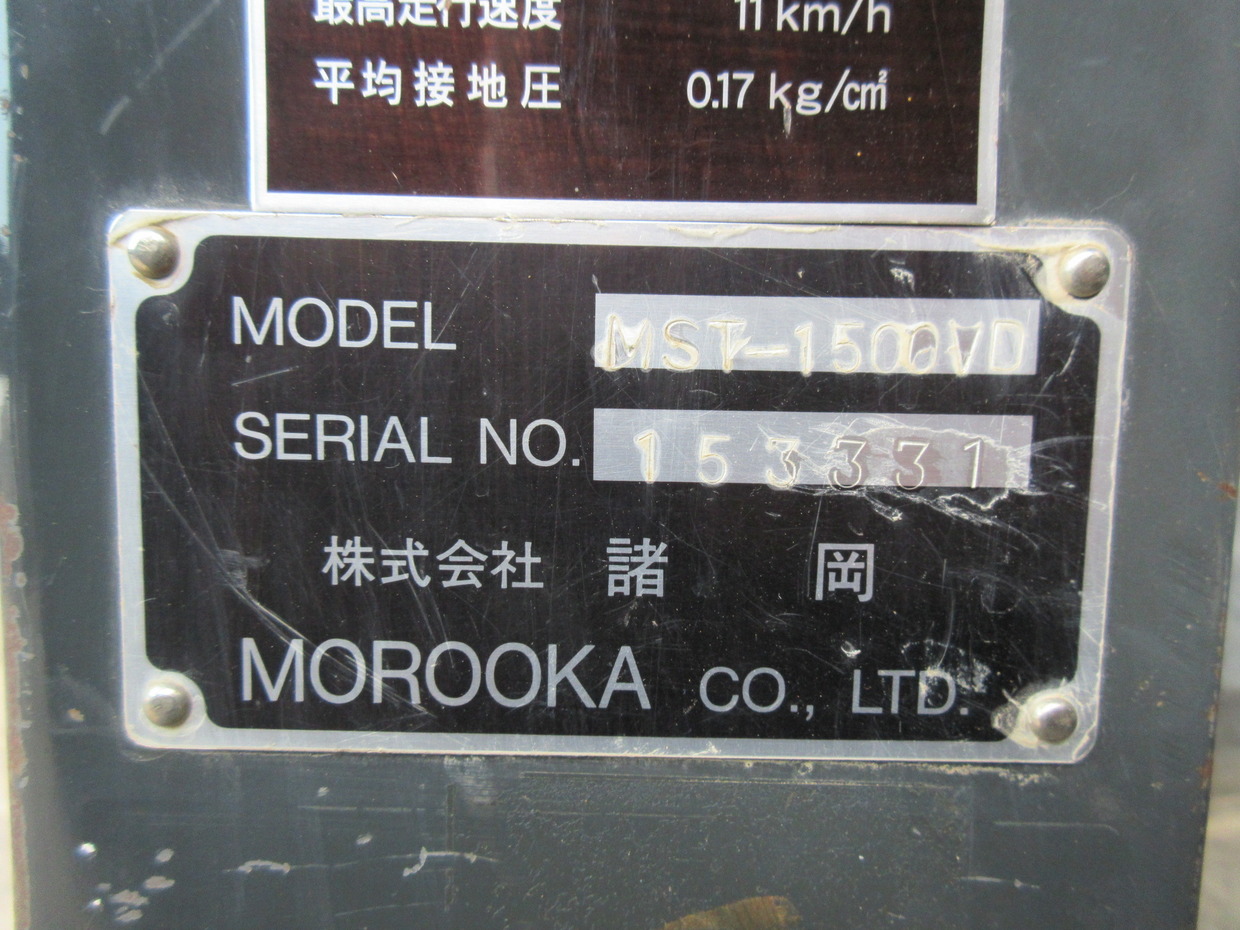 最高走行速度 11 km/h
平均接地圧 0.17 kg/cm²
MODEL MST-1500VD
SERIAL NO. 153331
株式会社 諸岡
MOROOKA CO., LTD.